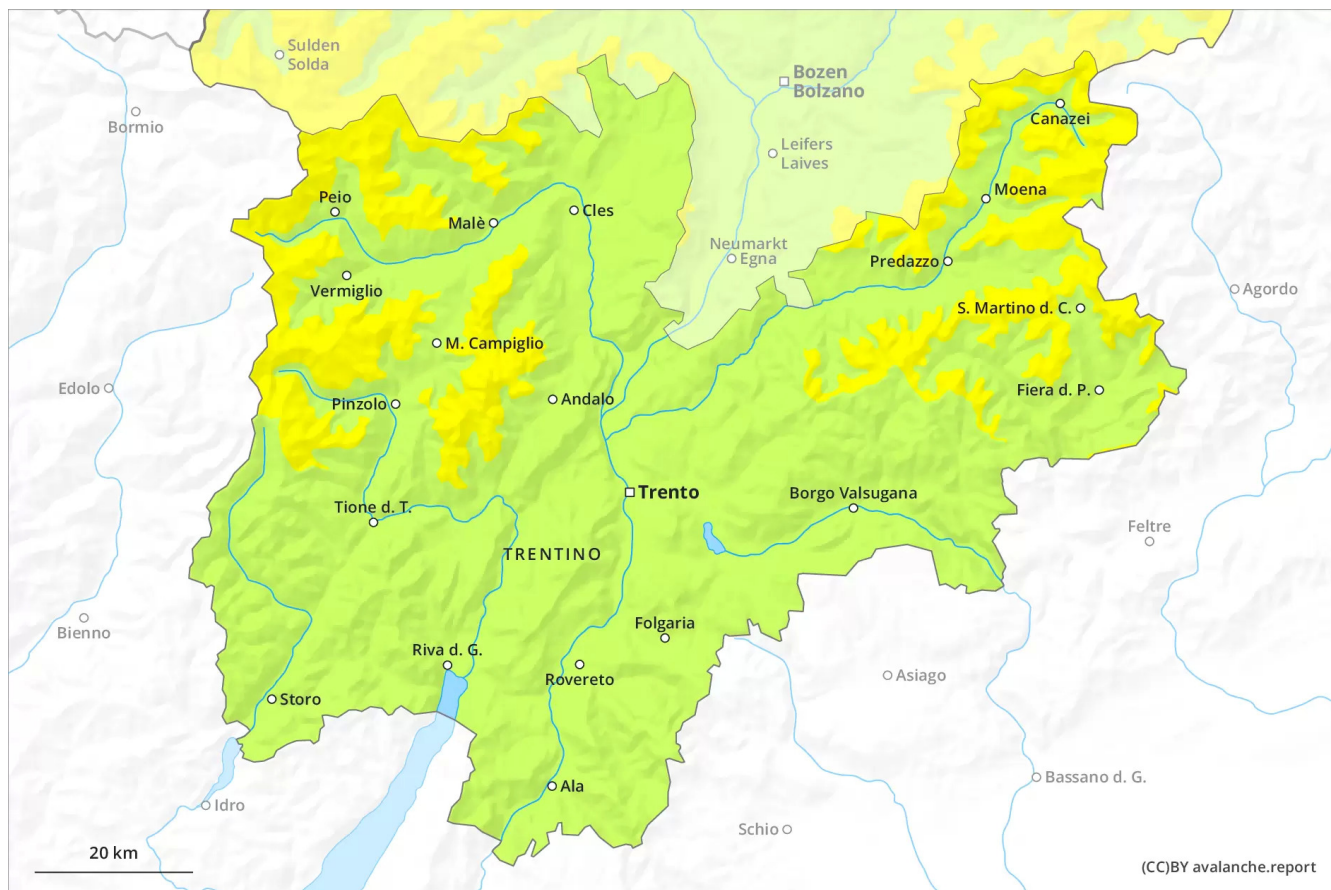 Sulden
Solda
Bozen
Bolzano
Bormio
Canazei
Leifers
Laives
Peio
Moena
Malè
Cles
Neumarkt
Egna
Predazzo
Vermiglio
Agordo
S. Martino d. C.
M. Campiglio
Edolo
Andalo
Fiera d. P.
Pinzolo
Trento
Borgo Valsugana
Tione d. T.
Feltre
TRENTINO
Bienno
Folgaria
Riva d. G.
Asiago
Rovereto
Storo
Bassano d. G.
Ala
Idro
Schio
20 km
(CC)BY avalanche.report